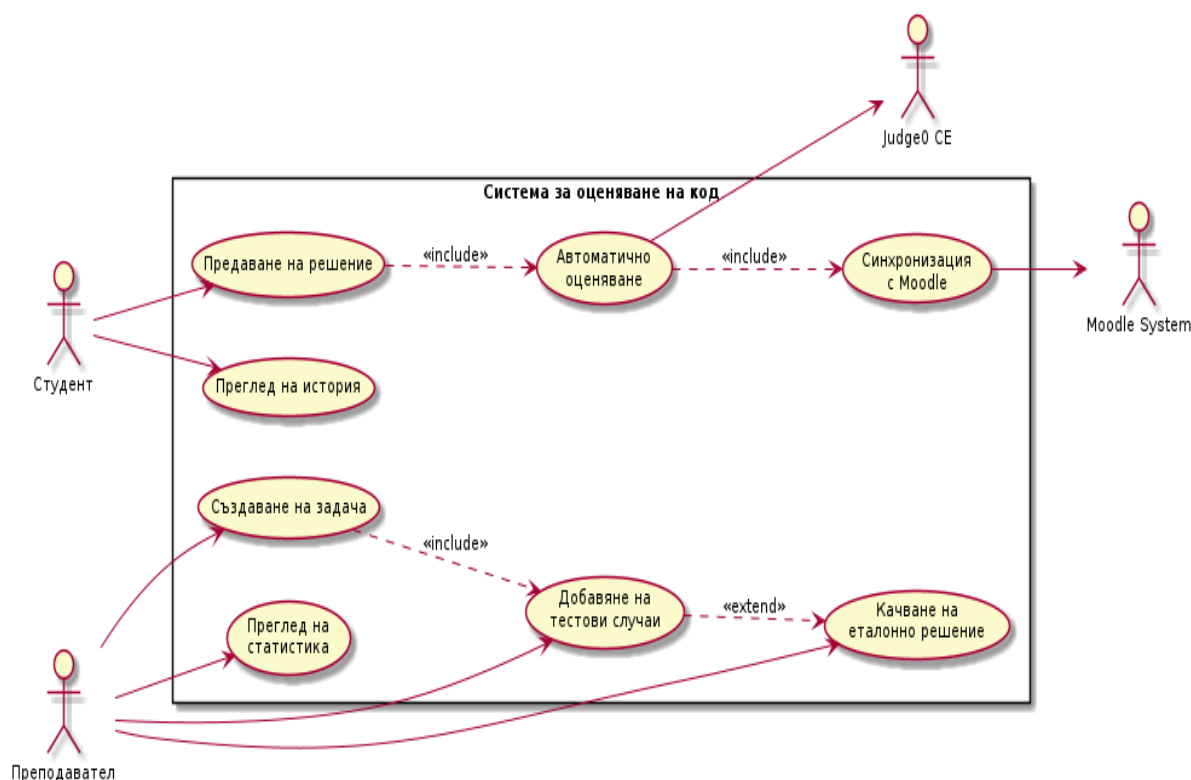 Judge0 CE
Система за оценяване на код
Предаване на решение
«include»
Автоматично
оценяване
«include»
Синхронизация
с Moodle
Moodle System
Студент
Преглед на история
Създаване на задача
«include»
Добавяне на
тестови случаи
«extend»
Качване на
еталонно решение
Преглед на
статистика
Преподавател